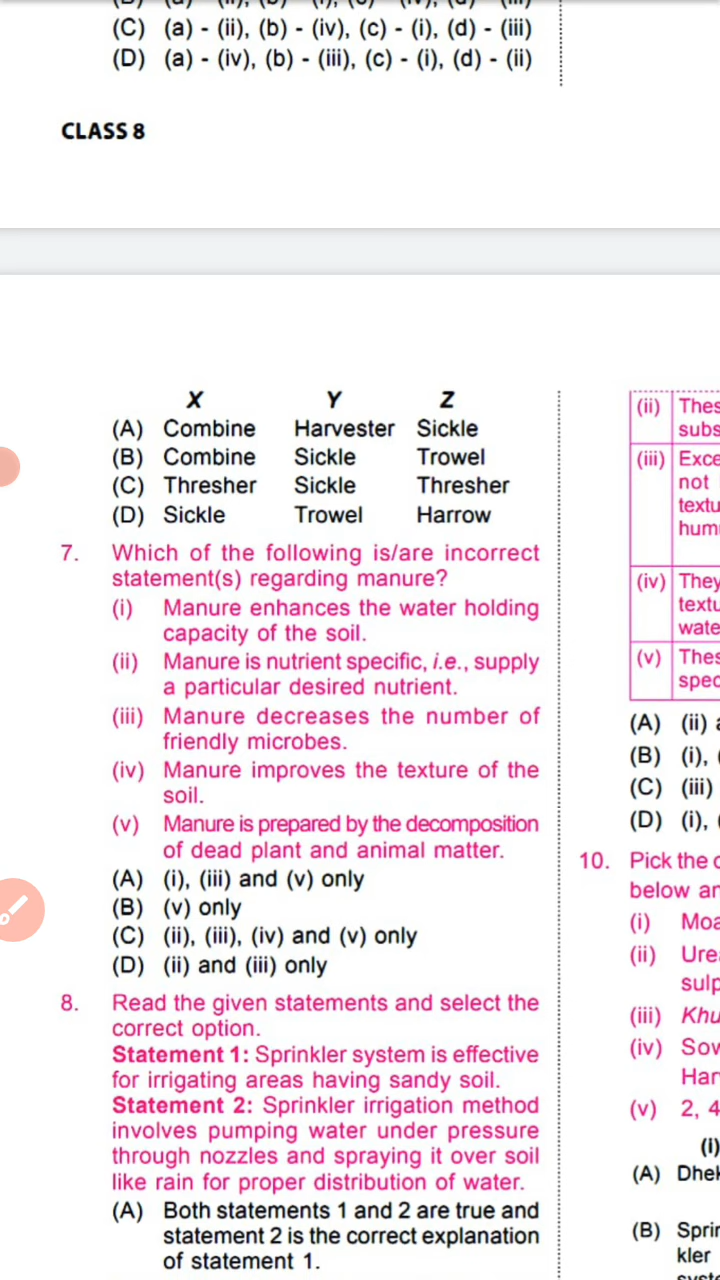 (C) (a) - (ii), (b) - (iv), (c) - (i), (d) - (iii)
(D) (a) - (iv), (b) - (iii), (c) - (i), (d) - (ii)
CLASS 8
X Y Z
(A) Combine Harvester Sickle
(B) Combine Sickle Trowel
(C) Thresher Sickle Thresher
(D) Sickle Trowel Harrow
7. Which of the following is/are incorrect
statement(s) regarding manure?
(i) Manure enhances the water holding
capacity of the soil.
(ii) Manure is nutrient specific, i.e., supply
a particular desired nutrient.
(iii) Manure decreases the number of
friendly microbes.
(iv) Manure improves the texture of the
soil.
(v) Manure is prepared by the decomposition
of dead plant and animal matter.
(A) (i), (iii) and (v) only
(B) (v) only
(C) (ii), (iii), (iv) and (v) only
(D) (ii) and (iii) only
8. Read the given statements and select the
correct option.
Statement 1: Sprinkler system is effective
for irrigating areas having sandy soil.
Statement 2: Sprinkler irrigation method
involves pumping water under pressure
through nozzles and spraying it over soil
like rain for proper distribution of water.
(A) Both statements 1 and 2 are true and
statement 2 is the correct explanation
of statement 1.
(ii)
(iii)
not
(iv) They
(v)
(A) (ii)
(B) (i),
(C) (iii)
(D) (i),
10. Pick the
below
(i)
(ii)
(iii)
(iv)
(v) 2, 4
(i)
(A)
(B)
kler